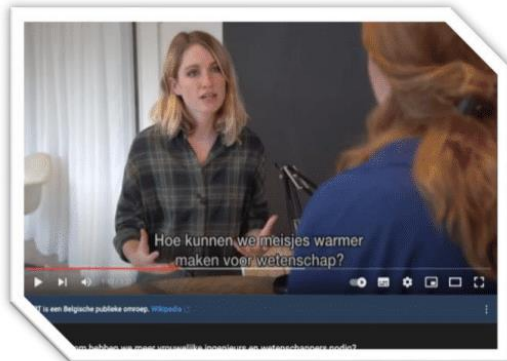 Hoe kunnen we meisjes warmer
maken voor wetenschap?
is een Belgische publieke omroep. Wikipedia
hebben we meer vrouwelijke ingenieurs en wetenschappers nodig?